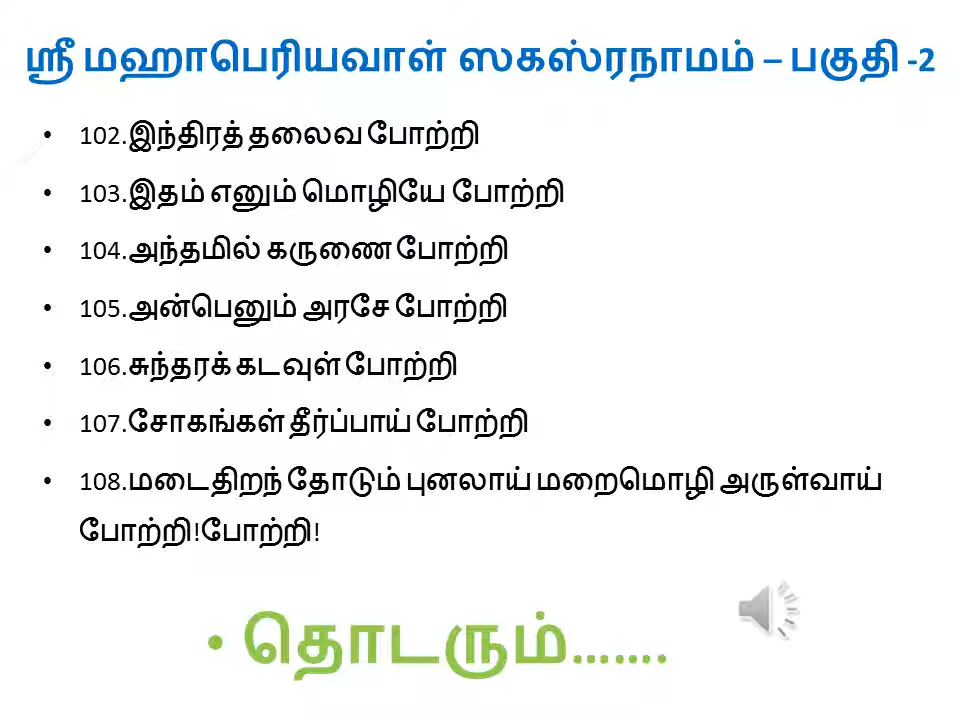 ஸ்ரீ மஹாபெரியவாள் ஸகஸ்ரநாமம் – பகுதி -2
• 102.இந்திரத் தலைவ போற்றி
• 103.இதம் எனும் மொழியே போற்றி
• 104.அந்தமில் கருணை போற்றி
• 105.அன்பெனும் அரசே போற்றி
• 106.சுந்தரக் கடவுள் போற்றி
• 107.சோகங்கள் தீர்ப்பாய் போற்றி
• 108.மடைதிறந் தோடும் புனலாய் மறைமொழி அருள்வாய்
போற்றி!போற்றி!
• தொடரும்…….